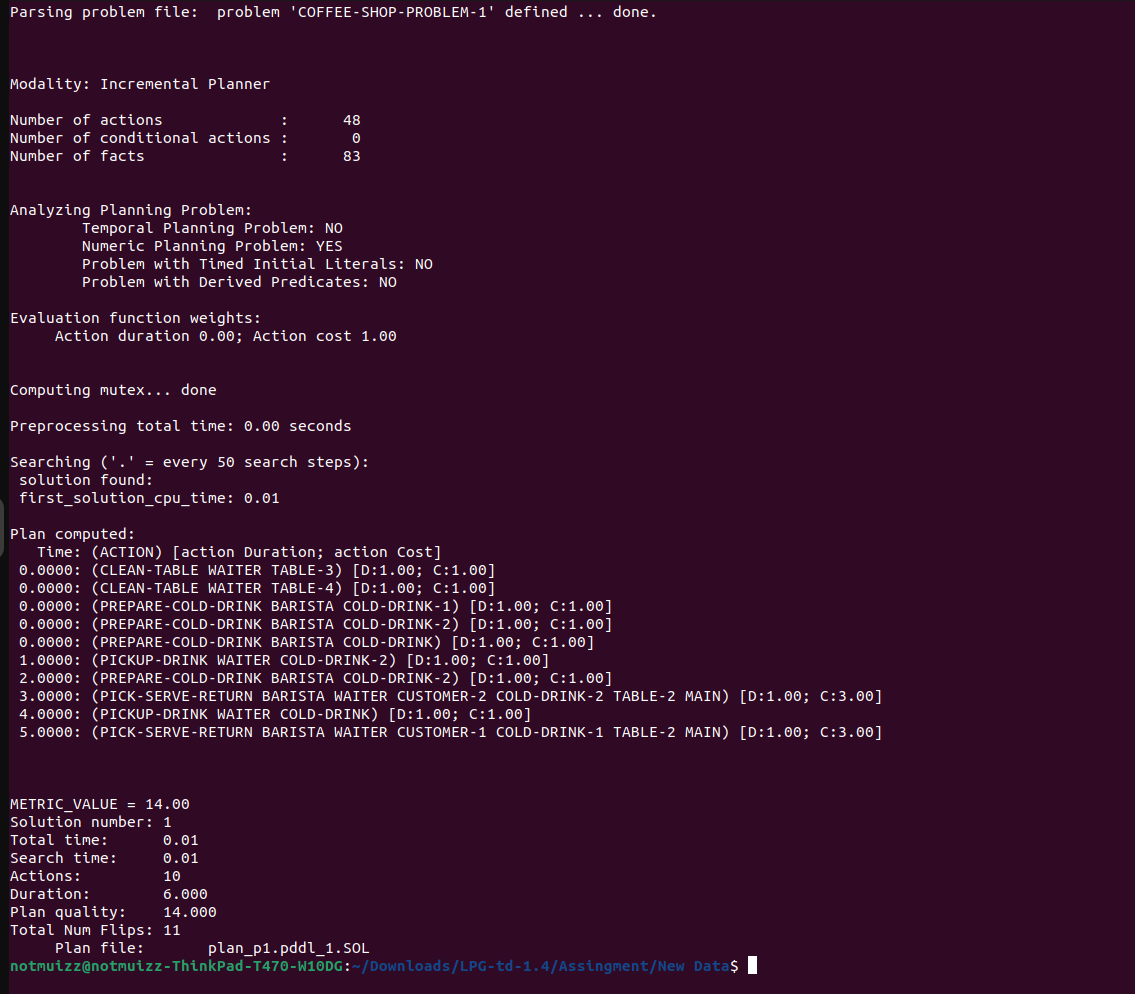 Parsing problem file:  problem 'COFFEE-SHOP-PROBLEM-1' defined ... done.
Modality: Incremental Planner
Number of actions             :      48
Number of conditional actions :       0
Number of facts               :      83
Analyzing Planning Problem:
        Temporal Planning Problem: NO
        Numeric Planning Problem: YES
        Problem with Timed Initial Literals: NO
        Problem with Derived Predicates: NO
Evaluation function weights:
     Action duration 0.00; Action cost 1.00
Computing mutex... done
Preprocessing total time: 0.00 seconds
Searching ('.' = every 50 search steps):
 solution found:
 first_solution_cpu_time: 0.01
Plan computed:
   Time: (ACTION) [action Duration; action Cost]
 0.0000: (CLEAN-TABLE WAITER TABLE-3) [D:1.00; C:1.00]
 0.0000: (CLEAN-TABLE WAITER TABLE-4) [D:1.00; C:1.00]
 0.0000: (PREPARE-COLD-DRINK BARISTA COLD-DRINK-1) [D:1.00; C:1.00]
 0.0000: (PREPARE-COLD-DRINK BARISTA COLD-DRINK-2) [D:1.00; C:1.00]
 0.0000: (PREPARE-COLD-DRINK BARISTA COLD-DRINK) [D:1.00; C:1.00]
 1.0000: (PICKUP-DRINK WAITER COLD-DRINK-2) [D:1.00; C:1.00]
 2.0000: (PREPARE-COLD-DRINK BARISTA COLD-DRINK-2) [D:1.00; C:1.00]
 3.0000: (PICK-SERVE-RETURN BARISTA WAITER CUSTOMER-2 COLD-DRINK-2 TABLE-2 MAIN) [D:1.00; C:3.00]
 4.0000: (PICKUP-DRINK WAITER COLD-DRINK) [D:1.00; C:1.00]
 5.0000: (PICK-SERVE-RETURN BARISTA WAITER CUSTOMER-1 COLD-DRINK-1 TABLE-2 MAIN) [D:1.00; C:3.00]
METRIC_VALUE = 14.00
Solution number: 1
Total time:      0.01
Search time:     0.01
Actions:         10
Duration:        6.000
Plan quality:    14.000
Total Num Flips: 11
     Plan file:       plan_p1.pddl_1.SOL
notmuizz@notmuizz-ThinkPad-T470-W10DG:~/Downloads/LPG-td-1.4/Assingment/New Data$